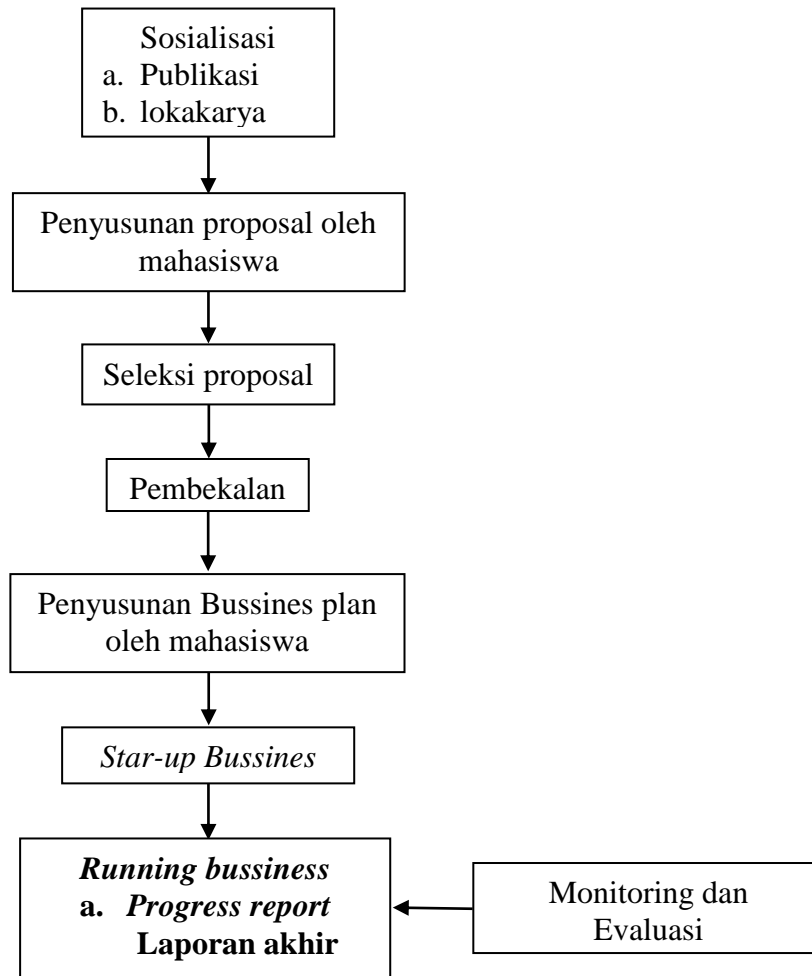 Sosialisasi
a. Publikasi
b. lokakarya
Penyusunan proposal oleh
mahasiswa
Seleksi proposal
Pembekalan
Penyusunan Bussines plan
oleh mahasiswa
Star-up Bussines
Running bussiness
a. Progress report
Laporan akhir
Monitoring dan
Evaluasi